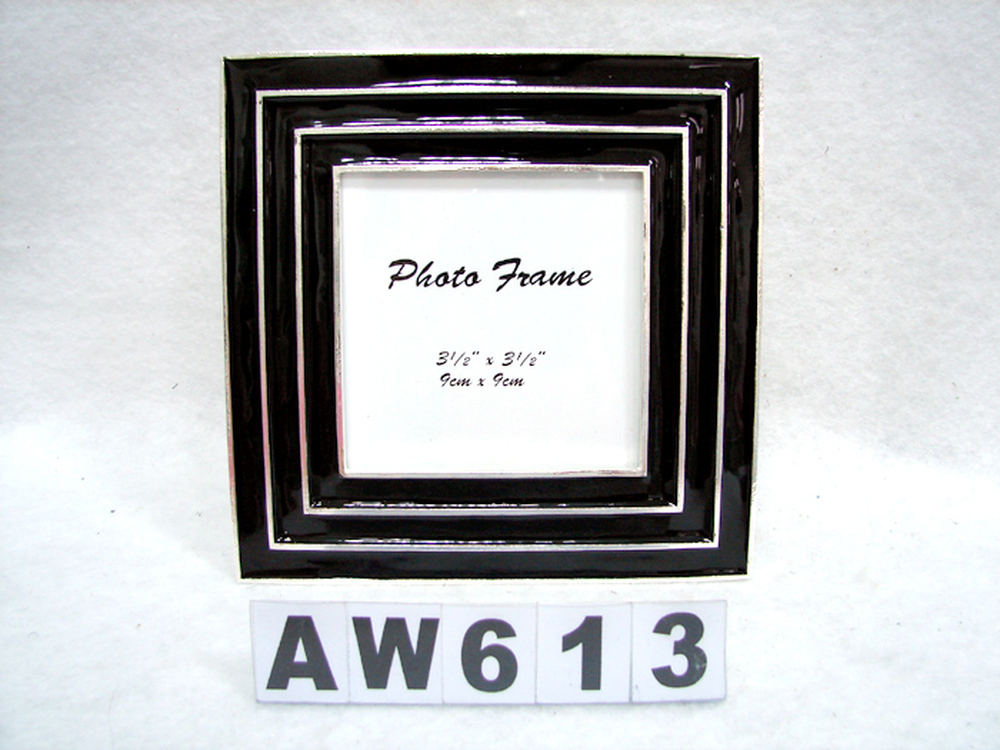 Photo Frame
3½" x 3½"
9cm x 9cm
AW613